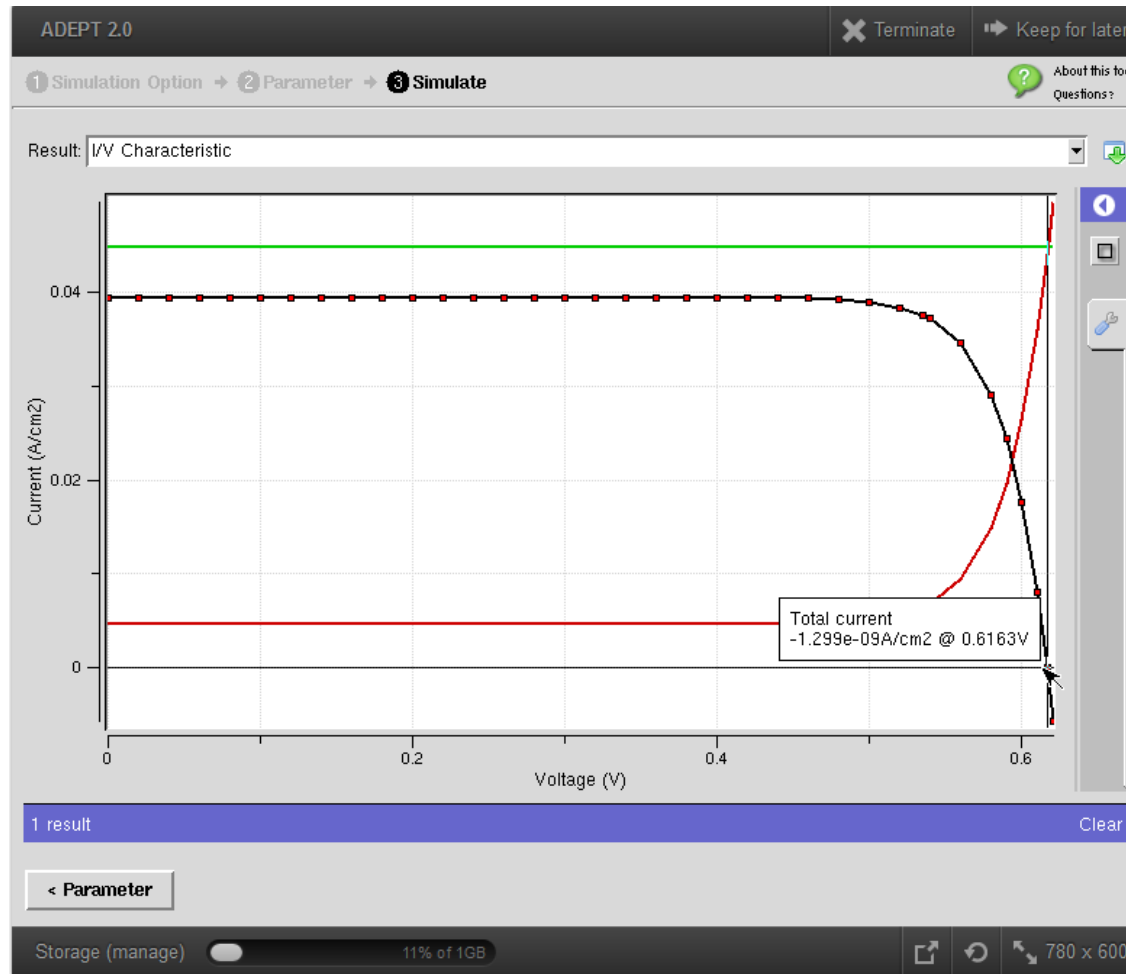 ADEPT 2.0
Terminate
Keep for later
1 Simulation Option → 2 Parameter → 3 Simulate
?
About this too
Questions?
Result: I/V Characteristic
0.04
0.02
0
Current (A/cm2)
Total current
-1.299e-09A/cm2 @ 0.6163V
0
0.2
0.4
0.6
Voltage (V)
1 result
Clear
< Parameter
Storage (manage)
11% of 1GB
780 x 600